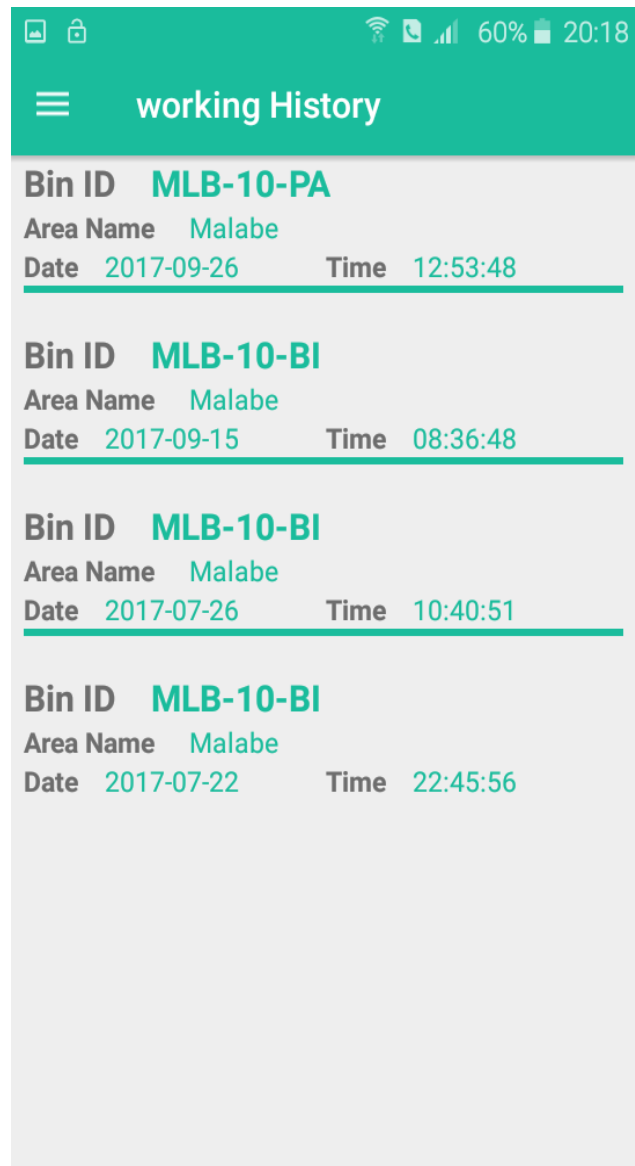 60% 20:18
working History
Bin ID MLB-10-PA
Area Name Malabe
Date 2017-09-26 Time 12:53:48
Bin ID MLB-10-BI
Area Name Malabe
Date 2017-09-15 Time 08:36:48
Bin ID MLB-10-BI
Area Name Malabe
Date 2017-07-26 Time 10:40:51
Bin ID MLB-10-BI
Area Name Malabe
Date 2017-07-22 Time 22:45:56